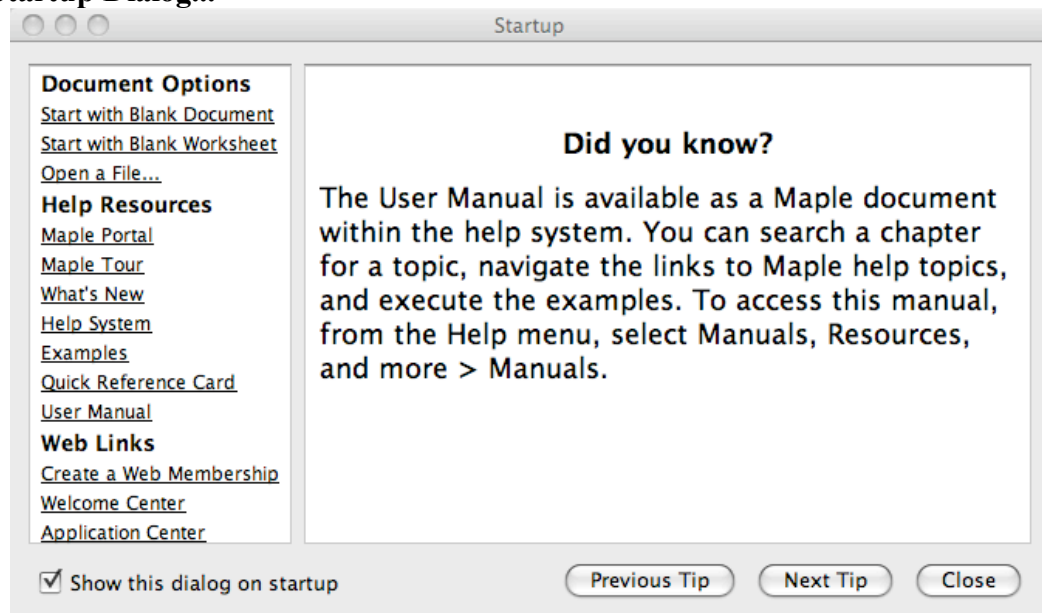 Startup Dialog...
Startup
Document Options
Start with Blank Document
Start with Blank Worksheet
Open a File...
Help Resources
Maple Portal
Maple Tour
What's New
Help System
Examples
Quick Reference Card
User Manual
Web Links
Create a Web Membership
Welcome Center
Application Center
Did you know?
The User Manual is available as a Maple document
within the help system. You can search a chapter
for a topic, navigate the links to Maple help topics,
and execute the examples. To access this manual,
from the Help menu, select Manuals, Resources,
and more > Manuals.
Show this dialog on startup
Previous Tip
Next Tip
Close